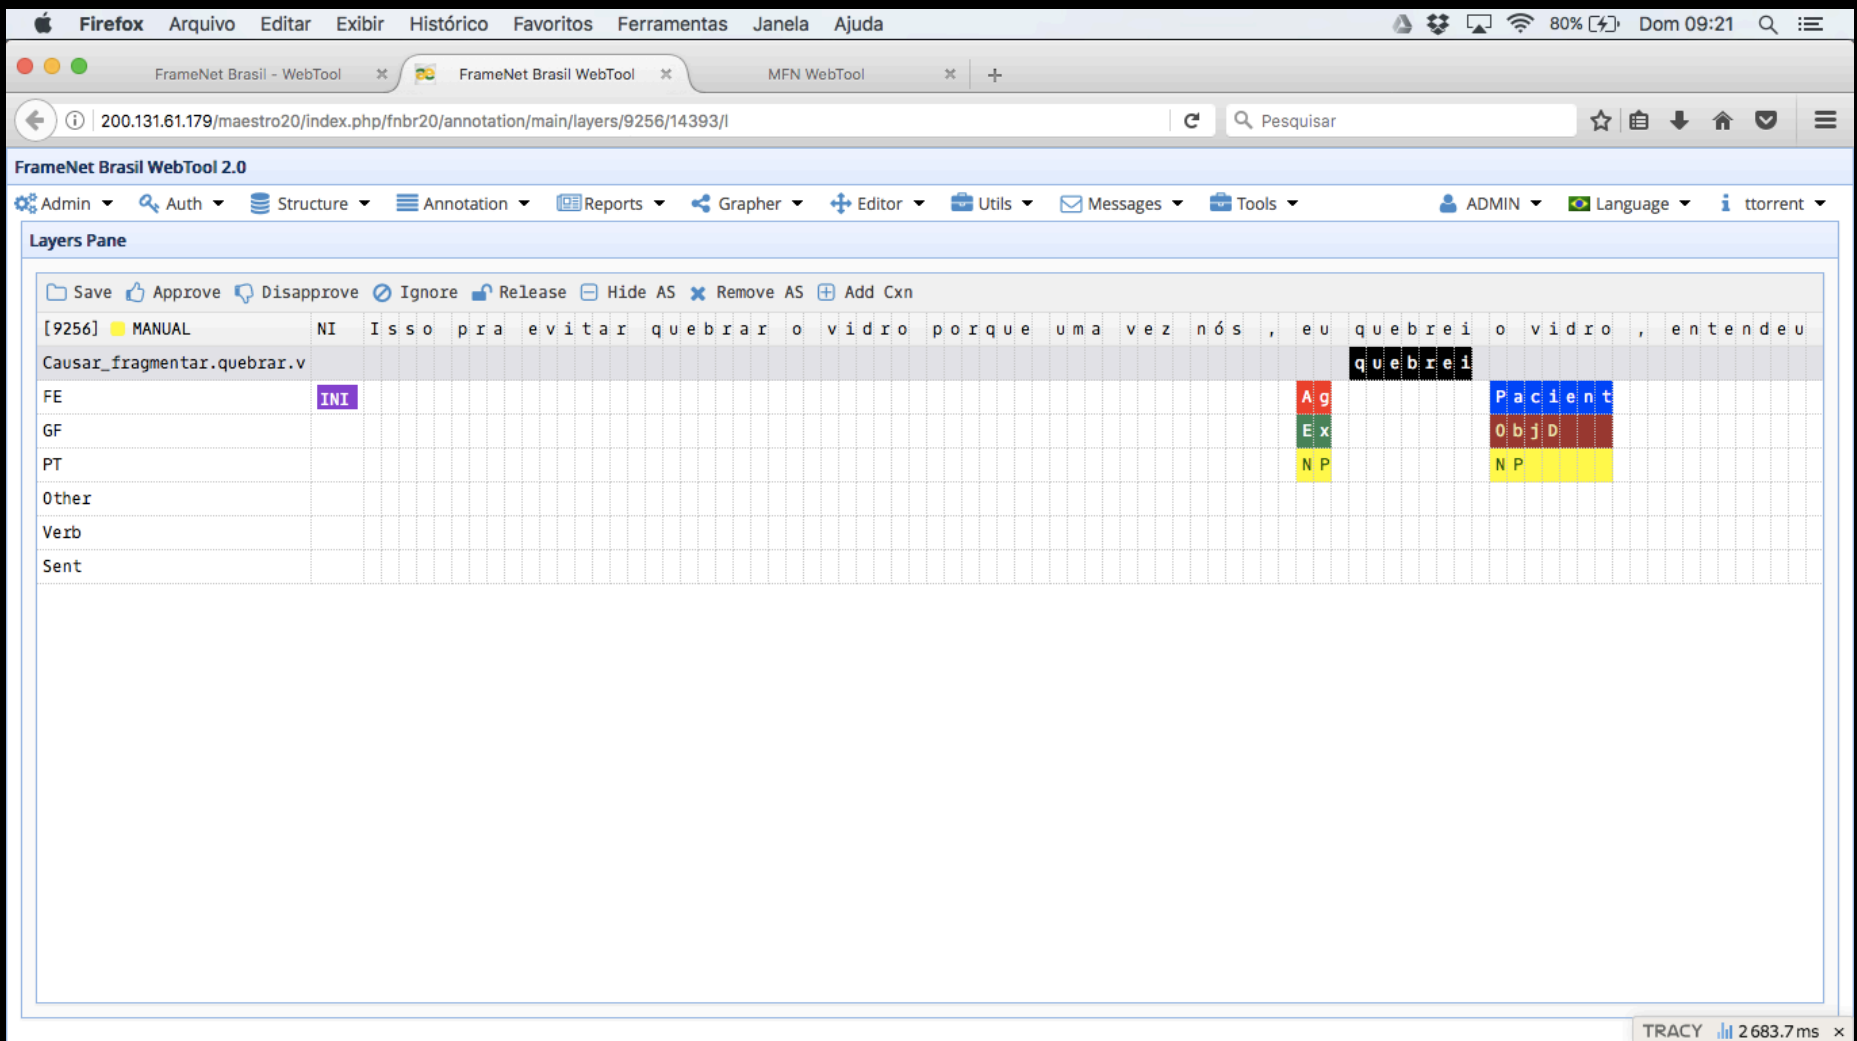 Firefox Arquivo Editar Exibir Histórico Favoritos Ferramentas Janela Ajuda 80% Dom 09:21
FrameNet Brasil - WebTool × FrameNet Brasil WebTool × MFN WebTool × +
200.131.61.179/maestro20/index.php/fnbr20/annotation/main/layers/9256/14393/l Pesquisar
FrameNet Brasil WebTool 2.0
Admin Auth Structure Annotation Reports Grapher Editor Utils Messages Tools ADMIN Language ttorrent
Layers Pane
Save Approve Disapprove Ignore Release Hide AS Remove AS Add Cxn
[9256] MANUAL NI Isso pra evitar quebrar o vidro porque uma vez nós , eu quebrei o vidro , entendeu
Causar_fragmentar.quebrar.v quebrei
FE INI Ag Pacient
GF Ex ObjD
PT NP NP
Other
Verb
Sent
TRACY 2 683.7 ms ×